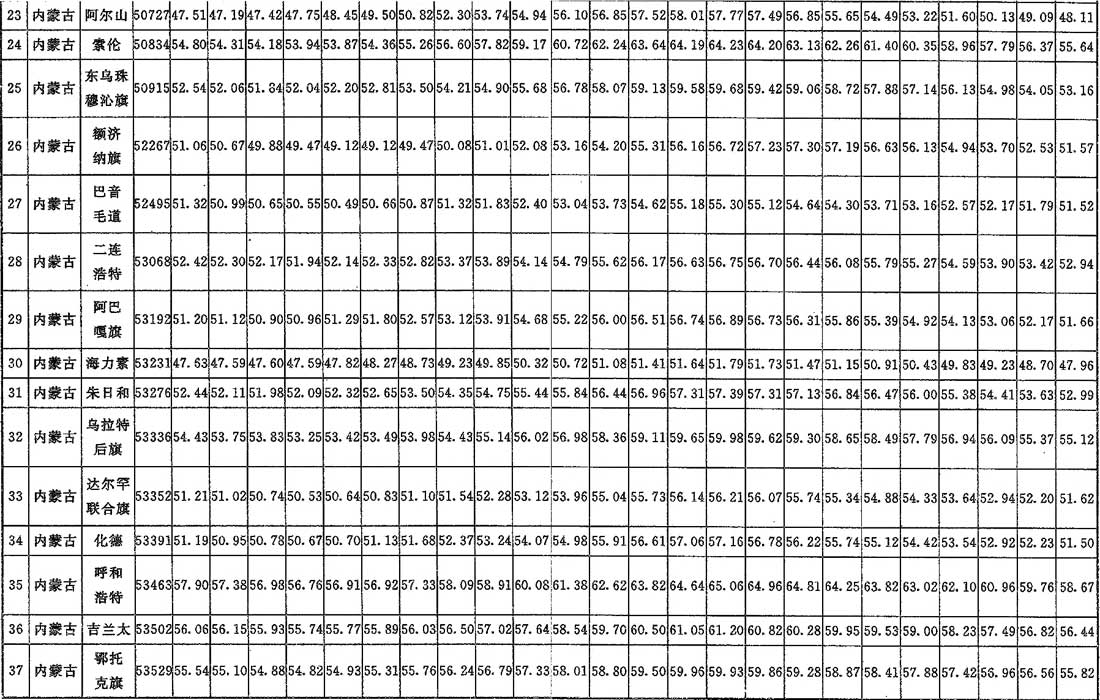 23 内蒙古 阿尔山 50727 47.51 47.19 47.42 47.75 48.45 49.50 50.82 52.30 53.74 54.94 56.10 56.85 57.52 58.01 57.77 57.49 56.85 55.65 54.49 53.22 51.60 50.13 49.09 48.11
24 内蒙古 索伦 50834 54.80 54.31 54.18 53.94 53.87 54.36 55.26 56.60 57.82 59.17 60.72 62.24 63.64 64.19 64.23 64.20 63.13 62.26 61.40 60.35 58.96 57.79 56.37 55.64
25 内蒙古 东乌珠
穆沁旗 50915 52.54 52.06 51.84 52.04 52.20 52.81 53.50 54.21 54.90 55.68 56.78 58.07 59.13 59.58 59.68 59.42 59.06 58.72 57.88 57.14 56.13 54.98 54.05 53.16
26 内蒙古 额济
纳旗 52267 51.06 50.67 49.88 49.47 49.12 49.12 49.47 50.08 51.01 52.08 53.16 54.20 55.31 56.16 56.72 57.23 57.30 57.19 56.63 56.13 54.94 53.70 52.53 51.57
27 内蒙古 巴音
毛道 52495 51.32 50.99 50.65 50.55 50.49 50.66 50.87 51.32 51.83 52.40 53.04 53.73 54.62 55.18 55.30 55.12 54.64 54.30 53.71 53.16 52.57 52.17 51.79 51.52
28 内蒙古 二连
浩特 53068 52.42 52.30 52.17 51.94 52.14 52.33 52.82 53.37 53.89 54.14 54.79 55.62 56.17 56.63 56.75 56.70 56.44 56.08 55.79 55.27 54.59 53.90 53.42 52.94
29 内蒙古 阿巴
嘎旗 53192 51.20 51.12 50.90 50.96 51.29 51.80 52.57 53.12 53.91 54.68 55.22 56.00 56.51 56.74 56.89 56.73 56.31 55.86 55.39 54.92 54.13 53.06 52.17 51.66
30 内蒙古 海力素 53231 47.63 47.59 47.60 47.59 47.82 48.27 48.73 49.23 49.85 50.32 50.72 51.08 51.41 51.64 51.79 51.73 51.47 51.15 50.91 50.43 49.83 49.23 48.70 47.96
31 内蒙古 朱日和 53276 52.44 52.11 51.98 52.09 52.32 52.65 53.50 54.35 54.75 55.44 55.84 56.44 56.96 57.31 57.39 57.31 57.13 56.84 56.47 56.00 55.38 54.41 53.63 52.99
32 内蒙古 乌拉特
后旗 53336 54.43 53.75 53.83 53.25 53.42 53.49 53.98 54.43 55.14 56.02 56.98 58.36 59.11 59.65 59.98 59.62 59.30 58.65 58.49 57.79 56.94 56.09 55.37 55.12
33 内蒙古 达尔罕
联合旗 53352 51.21 51.02 50.74 50.53 50.64 50.83 51.10 51.54 52.28 53.12 53.96 55.04 55.73 56.14 56.21 56.07 55.74 55.34 54.88 54.33 53.64 52.94 52.20 51.62
34 内蒙古 化德 53391 51.19 50.95 50.78 50.67 50.70 51.13 51.68 52.37 53.24 54.07 54.98 55.91 56.61 57.06 57.16 56.78 56.22 55.74 55.12 54.42 53.54 52.92 52.23 51.50
35 内蒙古 呼和
浩特 53463 57.90 57.38 56.98 56.76 56.91 56.92 57.33 58.09 58.91 60.08 61.38 62.62 63.82 64.64 65.06 64.96 64.81 64.25 63.82 63.02 62.10 60.96 59.76 58.67
36 内蒙古 吉兰太 53502 56.06 56.15 55.93 55.74 55.77 55.89 56.03 56.50 57.02 57.64 58.54 59.70 60.50 61.05 61.20 60.82 60.28 59.95 59.53 59.00 58.23 57.49 56.82 56.44
37 内蒙古 鄂托
克旗 53529 55.54 55.10 54.88 54.82 54.93 55.31 55.76 56.24 56.79 57.33 58.01 58.80 59.50 59.96 59.93 59.86 59.28 58.87 58.41 57.88 57.42 56.96 56.56 55.82